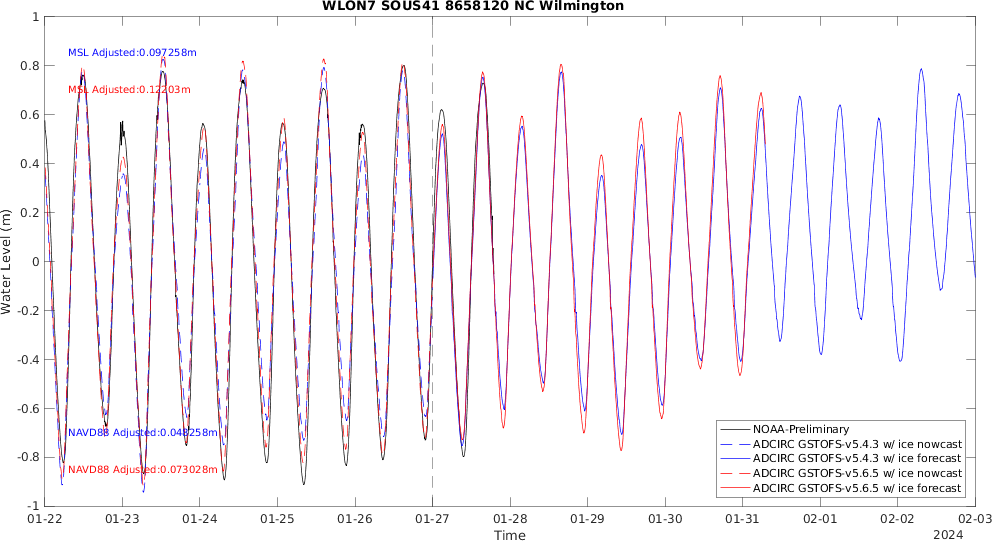 WLON7 SOUS41 8658120 NC Wilmington
1
0.8
0.6
0.4
0.2
0
-0.2
-0.4
-0.6
-0.8
-1
Water Level (m)
MSL Adjusted:0.097258m
MSL Adjusted:0.12203m
NAVD88 Adjusted:0.048258m
NAVD88 Adjusted:0.073028m
NOAA-Preliminary
ADCIRC GSTOFS-v5.4.3 w/ ice nowcast
ADCIRC GSTOFS-v5.4.3 w/ ice forecast
ADCIRC GSTOFS-v5.6.5 w/ ice nowcast
ADCIRC GSTOFS-v5.6.5 w/ ice forecast
01-22 01-23 01-24 01-25 01-26 01-27 01-28 01-29 01-30 01-31 02-01 02-02 02-03
Time
2024